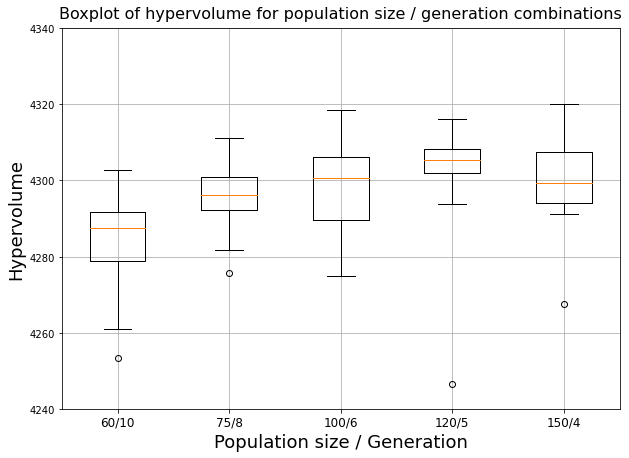 Boxplot of hypervolume for population size / generation combinations
4340
4320
4300
4280
4260
4240
Hypervolume
60/10 75/8 100/6 120/5 150/4
Population size / Generation